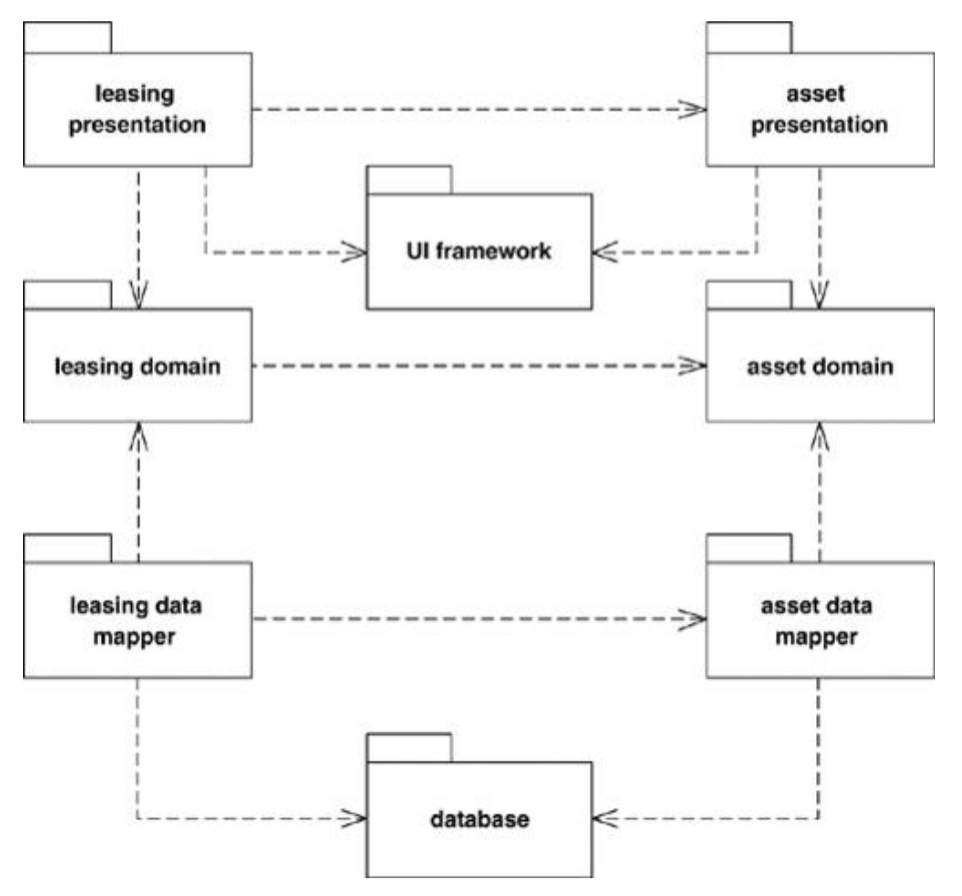 leasing
presentation
asset
presentation
UI framework
leasing domain
asset domain
leasing data
mapper
asset data
mapper
database